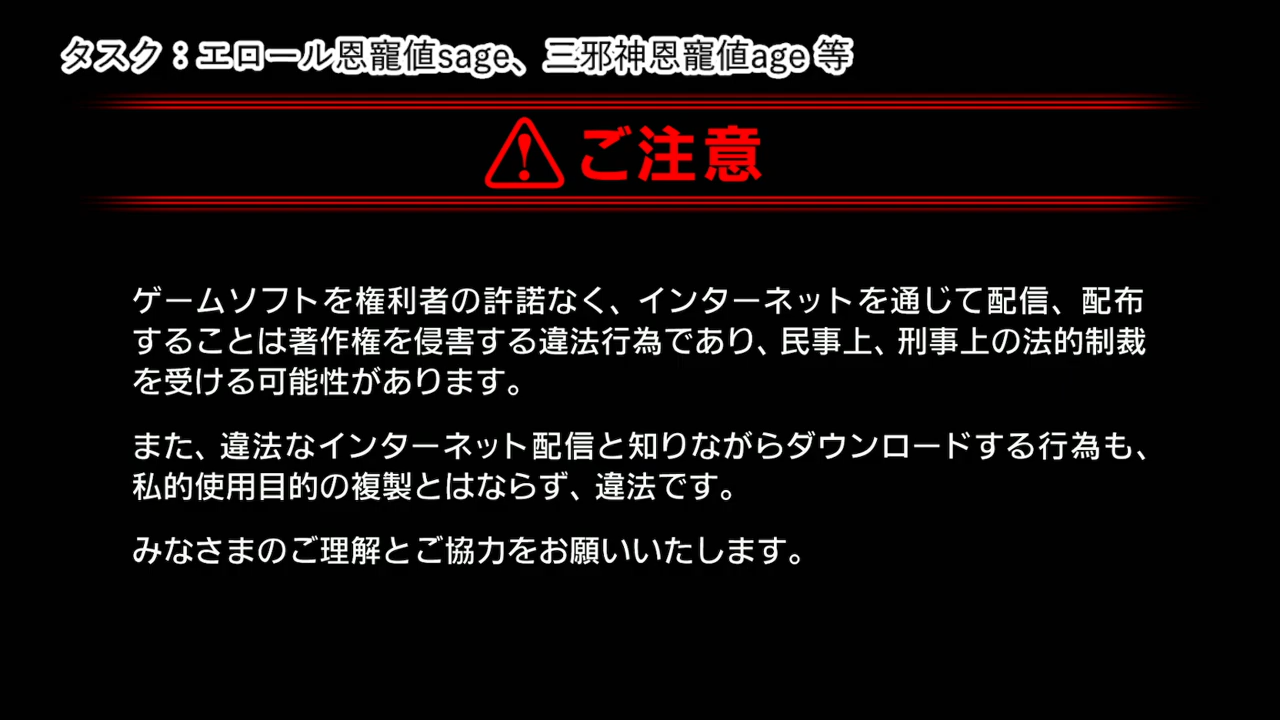 タスク：エロール恩寵値sage、三邪神恩寵値age 等
ご注意
ゲームソフトを権利者の許諾なく、インターネットを通じて配信、配布
することは著作権を侵害する違法行為であり、民事上、刑事上の法的制裁
を受ける可能性があります。
また、違法なインターネット配信と知りながらダウンロードする行為も、
私的使用目的の複製とはならず、違法です。
みなさまのご理解とご協力をお願いいたします。